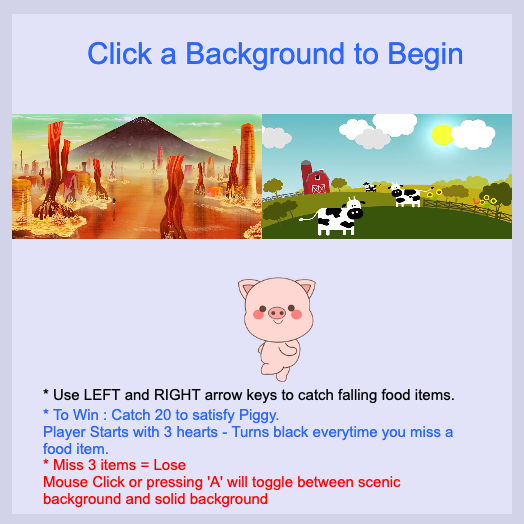 Click a Background to Begin
* Use LEFT and RIGHT arrow keys to catch falling food items.
* To Win : Catch 20 to satisfy Piggy.
Player Starts with 3 hearts - Turns black everytime you miss a
food item.
* Miss 3 items = Lose
Mouse Click or pressing 'A' will toggle between scenic
background and solid background